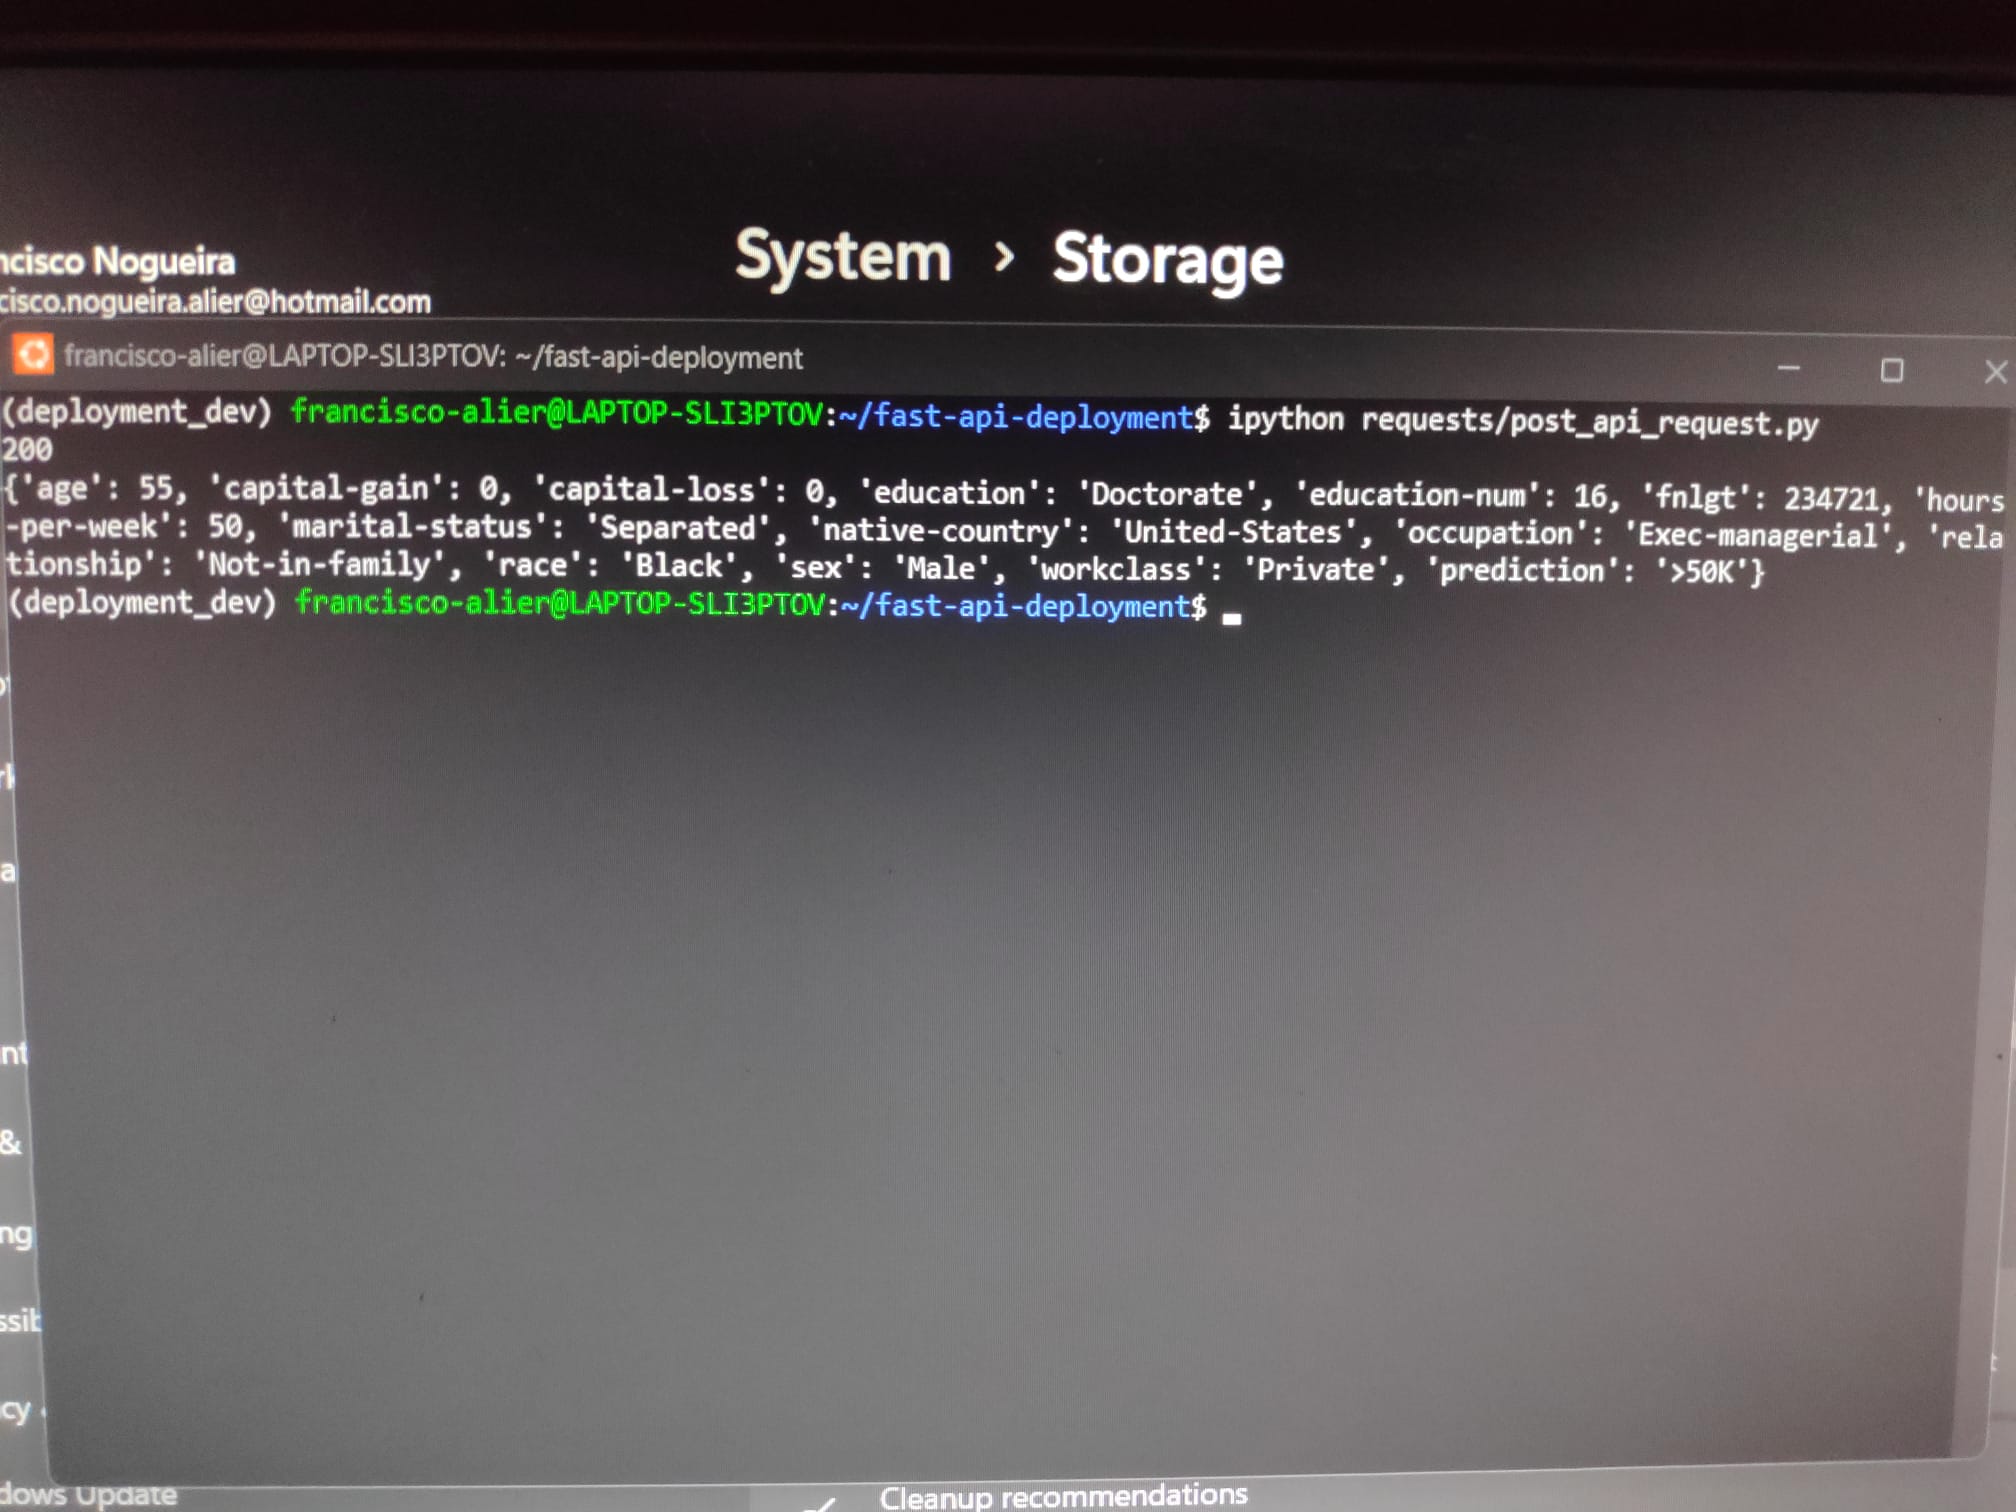 System > Storage
Nogueira
cisco.nogueira.alier@hotmail.com
francisco-alier@LAPTOP-SLI3PTOV: ~/fast-api-deployment
(deployment_dev) francisco-alier@LAPTOP-SLI3PTOV:~/fast-api-deployment$ ipython requests/post_api_request.py
200
{'age': 55, 'capital-gain': 0, 'capital-loss': 0, 'education': 'Doctorate', 'education-num': 16, 'fnlgt': 234721, 'hours
-per-week': 50, 'marital-status': 'Separated', 'native-country': 'United-States', 'occupation': 'Exec-managerial', 'rela
tionship': 'Not-in-family', 'race': 'Black', 'sex': 'Male', 'workclass': 'Private', 'prediction': '>50K'}
(deployment_dev) francisco-alier@LAPTOP-SLI3PTOV:~/fast-api-deployment$
nt
&
ng
ssib
cy
dows Update
Cleanup recommendations